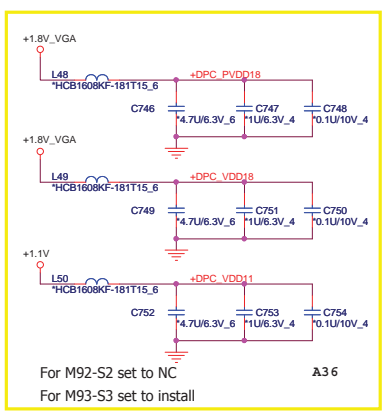 +1.8V_VGA
L48 +DPC_PVDD18
*HCB1608KF-181T15_6
C746 C747 C748
*4.7U/6.3V_6 *1U/6.3V_4 *0.1U/10V_4
+1.8V_VGA
L49 +DPC_VDD18
*HCB1608KF-181T15_6
C749 C751 C750
*4.7U/6.3V_6 *1U/6.3V_4 *0.1U/10V_4
+1.1V
L50 +DPC_VDD11
*HCB1608KF-181T15_6
C752 C753 C754
*4.7U/6.3V_6 *1U/6.3V_4 *0.1U/10V_4
For M92-S2 set to NC A36
For M93-S3 set to install